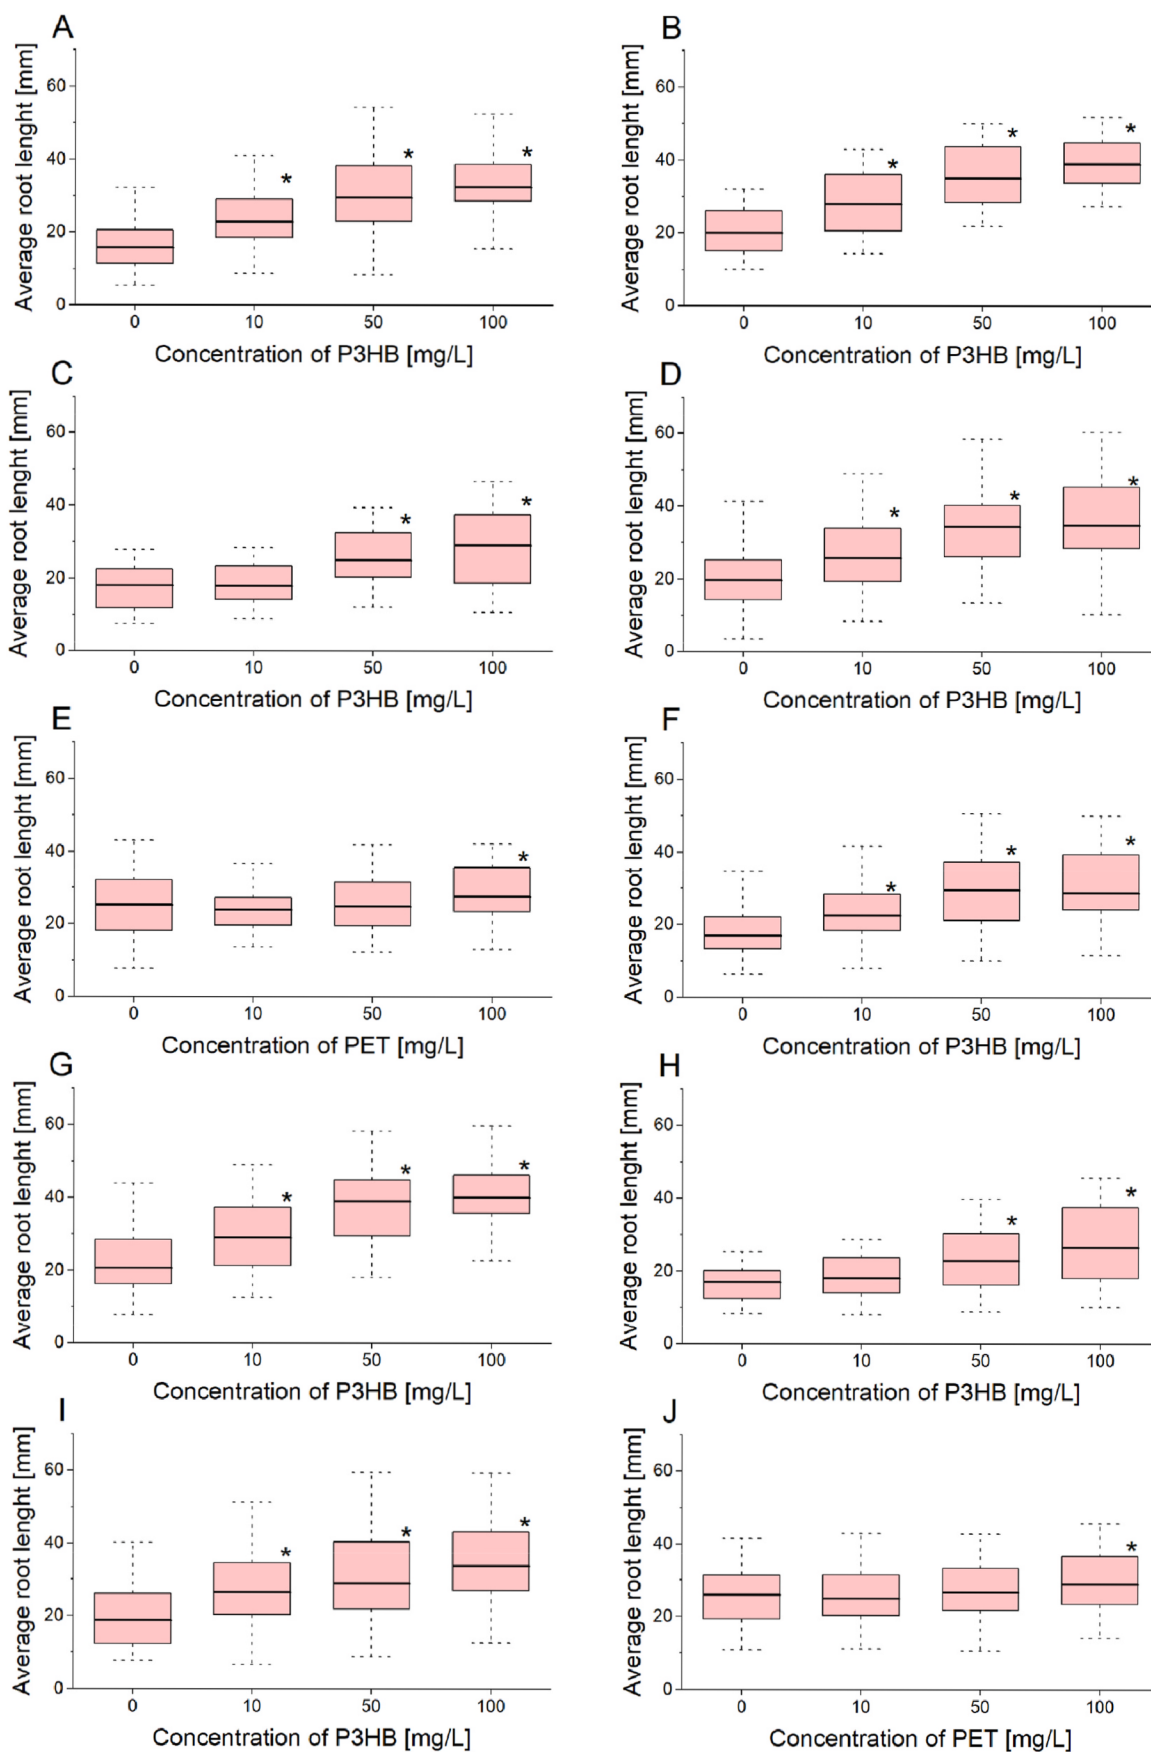 A
Average root lenght [mm]
60
40
20
0
* * *
0 10 50 100
Concentration of P3HB [mg/L]
B
Average root lenght [mm]
60
40
20
0
* * *
0 10 50 100
Concentration of P3HB [mg/L]
C
Average root lenght [mm]
60
40
20
0
* *
0 10 50 100
Concentration of P3HB [mg/L]
D
Average root lenght [mm]
60
40
20
0
* * *
0 10 50 100
Concentration of P3HB [mg/L]
E
Average root lenght [mm]
60
40
20
0
*
0 10 50 100
Concentration of PET [mg/L]
F
Average root lenght [mm]
60
40
20
0
* * *
0 10 50 100
Concentration of P3HB [mg/L]
G
Average root lenght [mm]
60
40
20
0
* * *
0 10 50 100
Concentration of P3HB [mg/L]
H
Average root lenght [mm]
60
40
20
0
* *
0 10 50 100
Concentration of P3HB [mg/L]
I
Average root lenght [mm]
60
40
20
0
* * *
0 10 50 100
Concentration of P3HB [mg/L]
J
Average root lenght [mm]
60
40
20
0
*
0 10 50 100
Concentration of PET [mg/L]